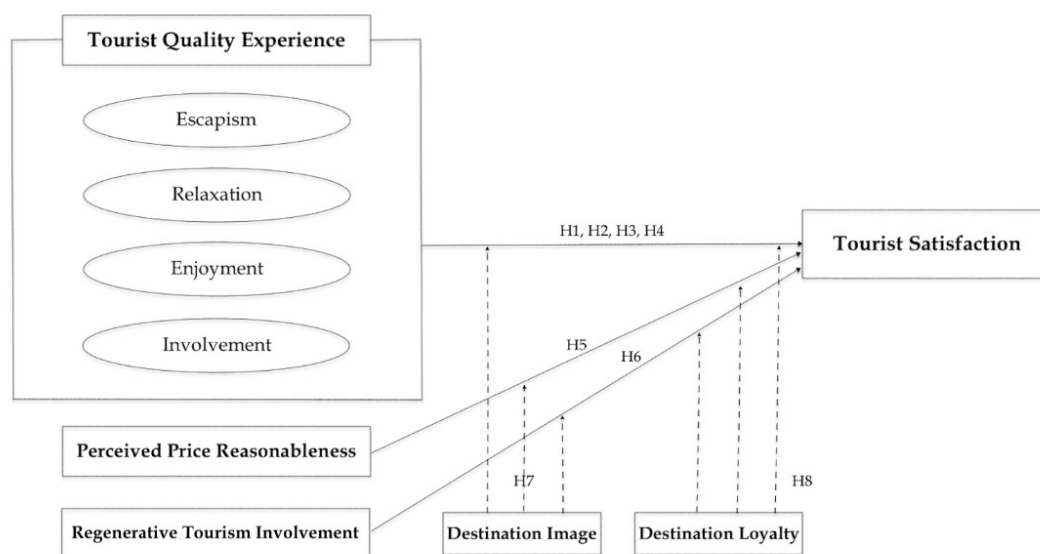 Tourist Quality Experience
Escapism
Relaxation
Enjoyment
Involvement
H1, H2, H3, H4
Tourist Satisfaction
H5
H6
Perceived Price Reasonableness
H7
H8
Regenerative Tourism Involvement
Destination Image
Destination Loyalty